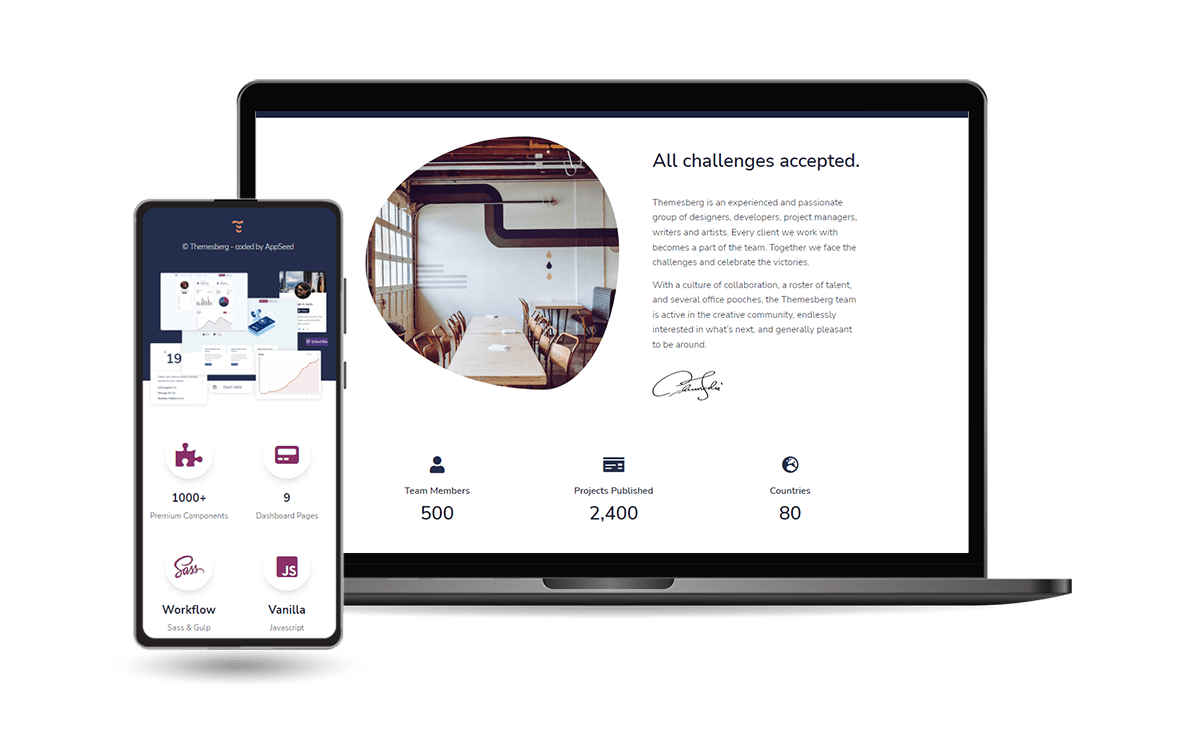 All challenges accepted.
Themesberg is an experienced and passionate
group of designers, developers, project managers,
writers and artists. Every client we work with
becomes a part of the team. Together we face the
challenges and celebrate the victories.
With a culture of collaboration, a roster of talent,
and several office pooches, the Themesberg team
is active in the creative community, endlessly
interested in what's next, and generally pleasant
to be around.
Team Members
Projects Published
Countries
500
2,400
80
© Themesberg - coded by AppSeed
$19
Start date
1000+
9
Premium Components
Dashboard Pages
Sass
JS
Workflow
Vanilla
Sass & Gulp
Javascript